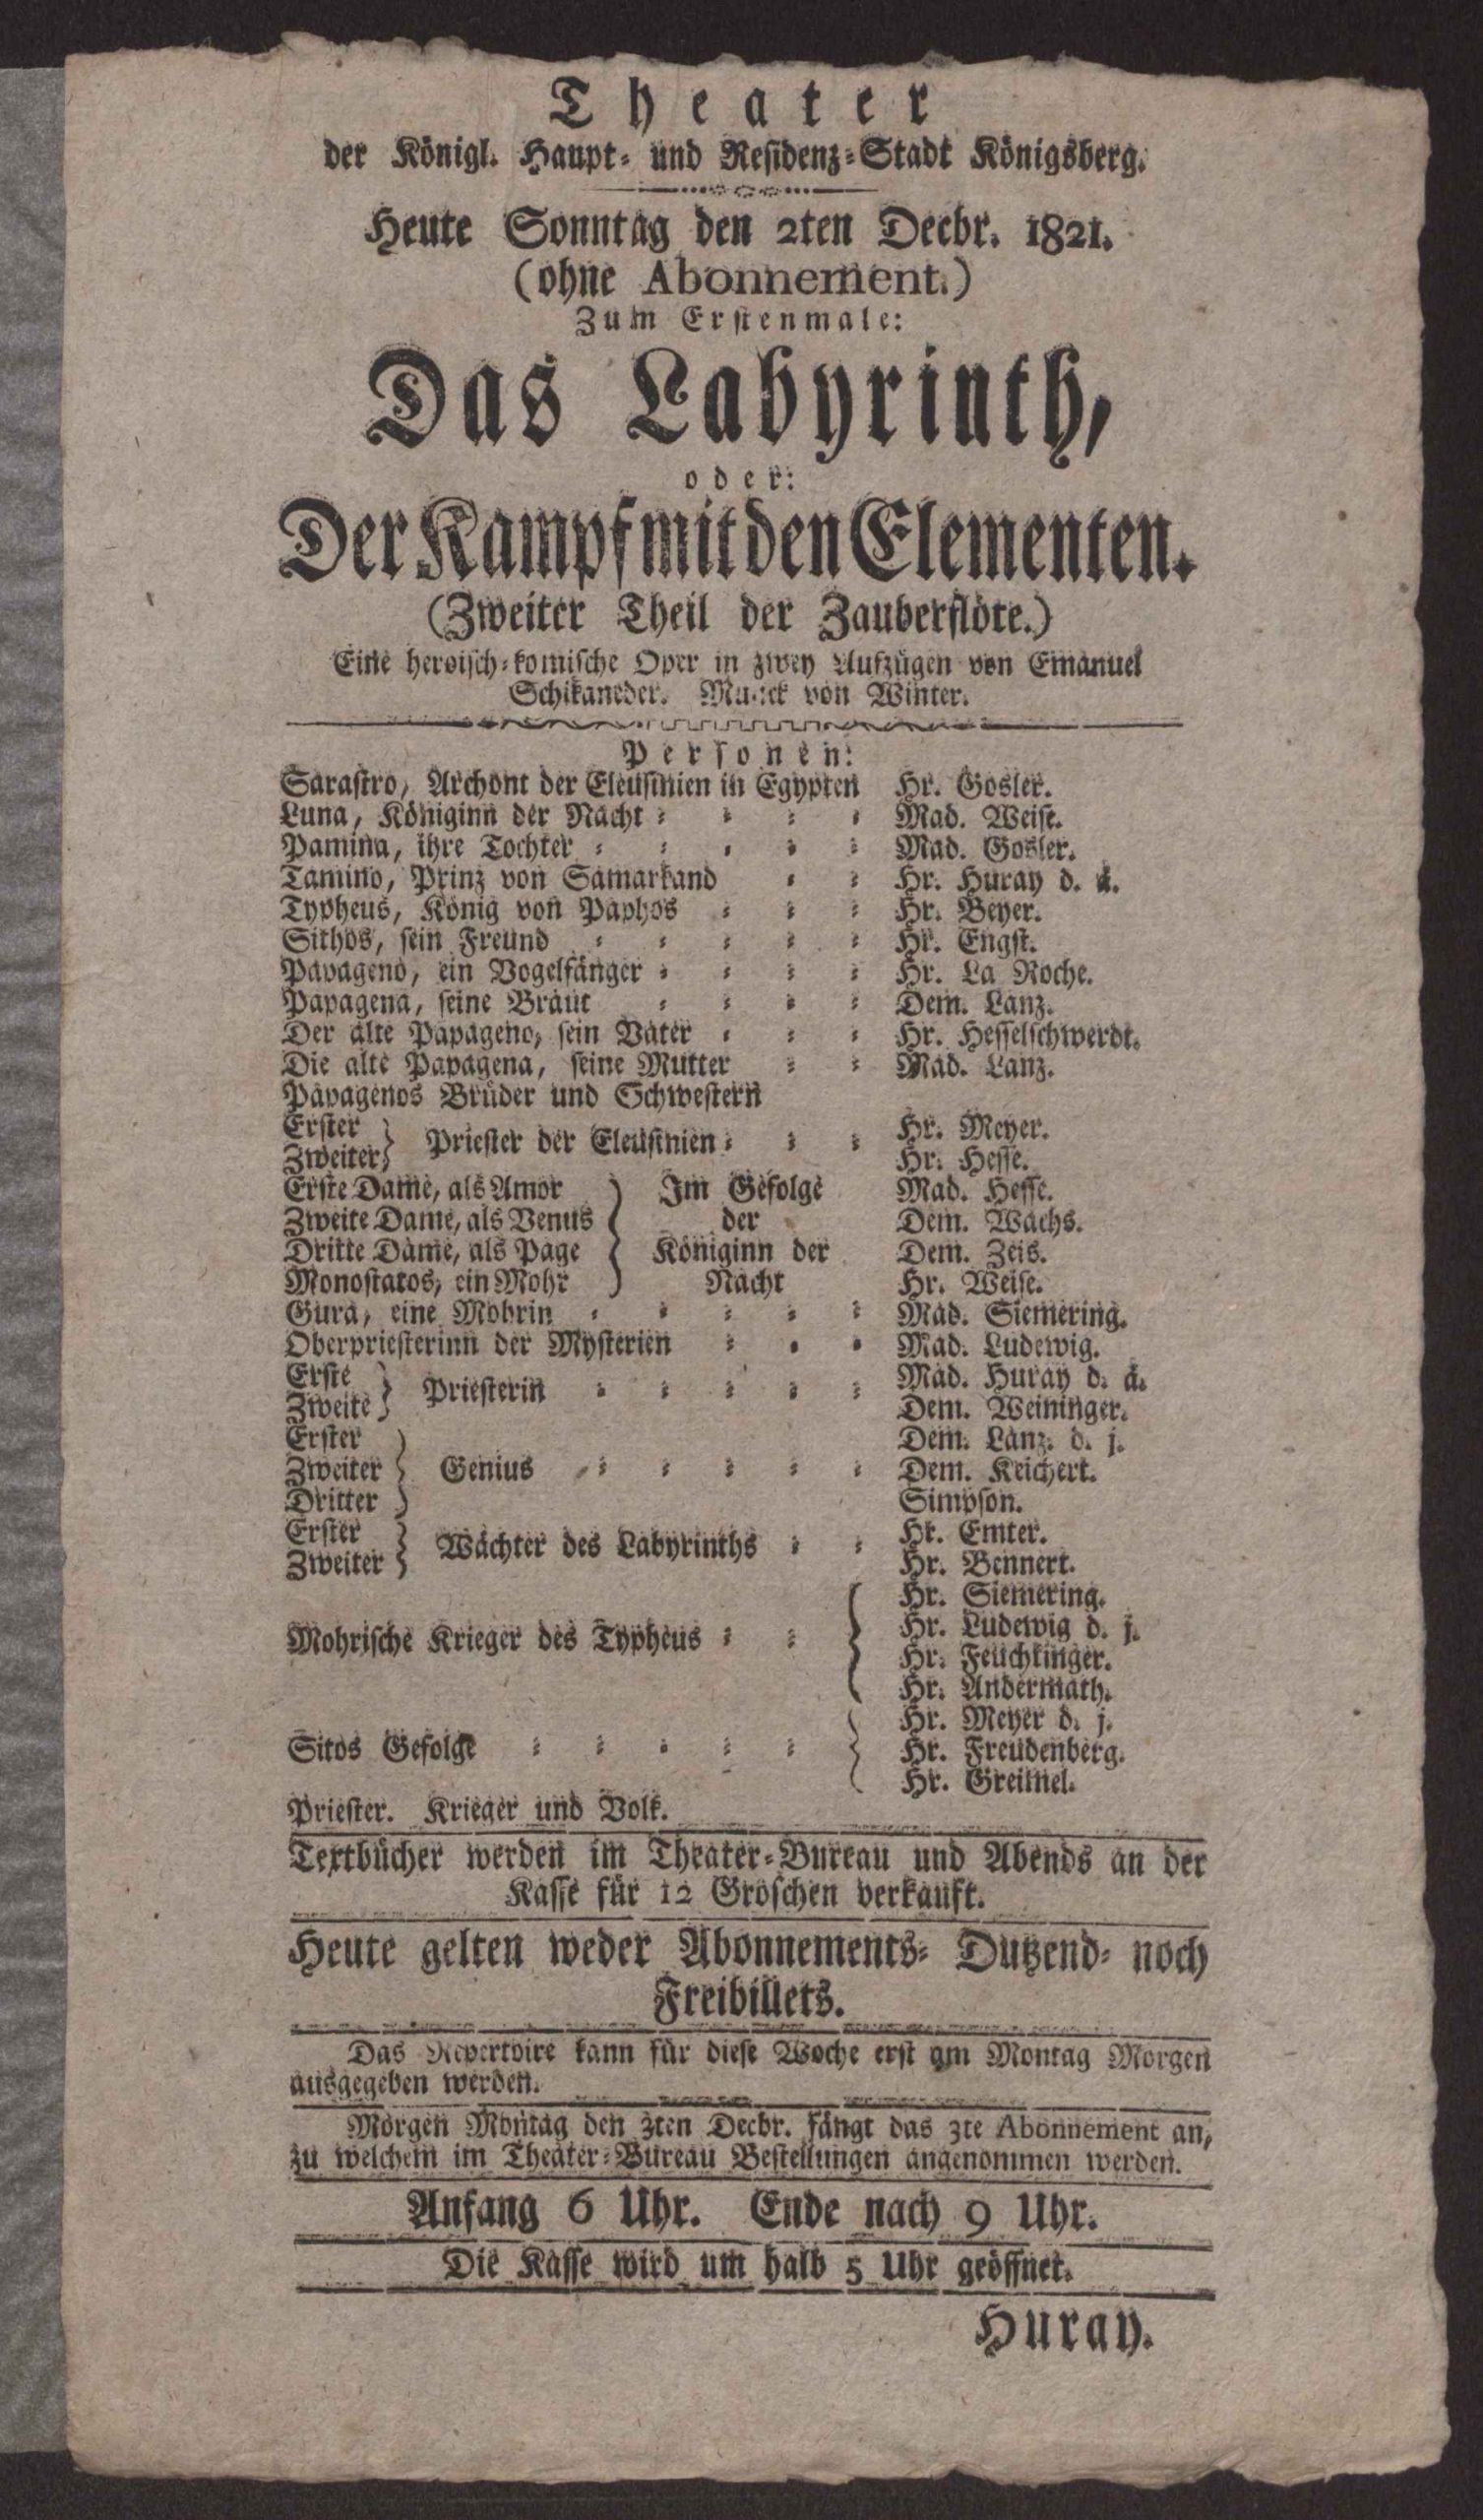 Theater
der Königl. Haupt- und Residenz-Stadt Königsberg.
Heute Sonntag den 2ten Decbr. 1821.
(ohne Abonnement.)
Zum Erstenmale:
Das Labyrinth,
oder:
Der Kampf mit den Elementen.
(Zweiter Theil der Zauberflöte.)
Eine heroisch-komische Oper in zwey Aufzügen von Emanuel
Schikaneder. Musick von Winter.
Personen:
Sarastro, Archont der Eleusinien in Egypten Hr. Gosler.
Luna, Königinn der Nacht Mad. Weise.
Pamina, ihre Tochter Mad. Gosler.
Tamino, Prinz von Samarkand Hr. Huray d. ä.
Typheus, König von Paphos Hr. Beyer.
Sithos, sein Freund Hr. Engst.
Papageno, ein Vogelfänger Hr. La Roche.
Papagena, seine Braut Dem. Lanz.
Der alte Papageno, sein Vater Hr. Hesselschwerdt.
Die alte Papagena, seine Mutter Mad. Lanz.
Papagenos Brüder und Schwestern
Erster } Priester der Eleusinien Hr. Meyer.
Zweiter } Hr. Hesse.
Erste Dame, als Amor } Im Gefolge Mad. Hesse.
Zweite Dame, als Venus } der Dem. Wachs.
Dritte Dame, als Page } Königinn der Dem. Zeis.
Monostatos, ein Mohr } Nacht Hr. Weise.
Gura, eine Mohrin Mad. Siemering.
Oberpriesterinn der Mysterien Mad. Ludewig.
Erste } Priesterin Mad. Huray d. ä.
Zweite } Dem. Weininger.
Erster } Dem. Lanz. d. j.
Zweiter } Genius Dem. Keichert.
Dritter } Simpson.
Erster } Wächter des Labyrinths Hr. Emter.
Zweiter } Hr. Bennert.
Mohrische Krieger des Typheus { Hr. Siemering.
Hr. Ludewig d. j.
Hr. Feuchtinger.
Hr. Andermath.
Sitos Gefolge { Hr. Meyer d. j.
Hr. Freudenberg.
Hr. Greimel.
Priester. Krieger und Volk.
Textbücher werden im Theater-Bureau und Abends an der
Kasse für 12 Groschen verkauft.
Heute gelten weder Abonnements- Dutzend- noch
Freibillets.
Das Repertoire kann für diese Woche erst am Montag Morgen
ausgegeben werden.
Morgen Montag den 3ten Decbr. fängt das 3te Abonnement an,
zu welchem im Theater-Bureau Bestellungen angenommen werden.
Anfang 6 Uhr. Ende nach 9 Uhr.
Die Kasse wird um halb 5 Uhr geöffnet.
Huray.